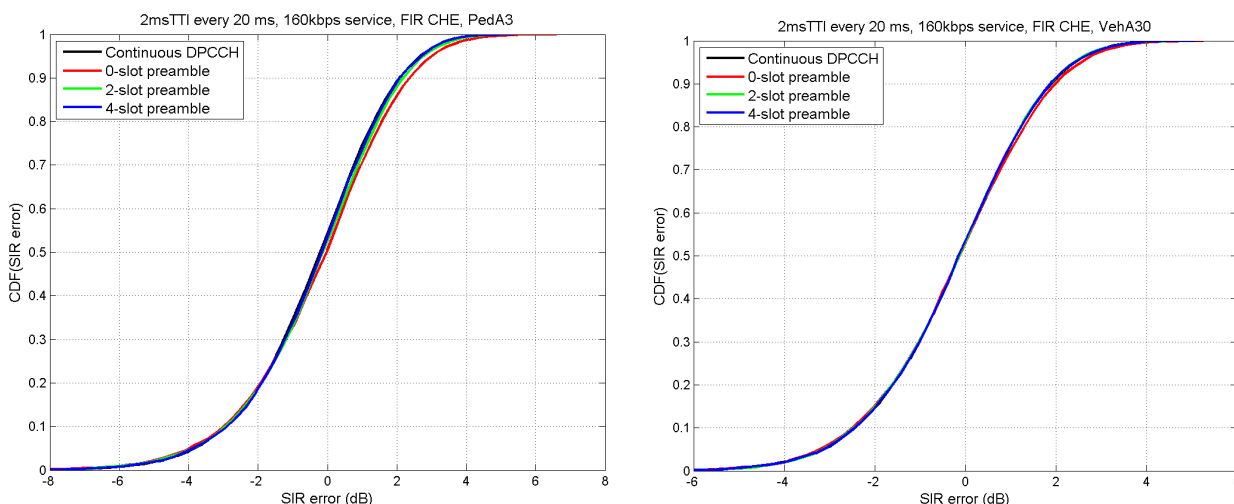 2msTTI every 20 ms, 160kbps service, FIR CHE, PedA3
Continuous DPCCH
0-slot preamble
2-slot preamble
4-slot preamble
CDF(SIR error)
1
0.9
0.8
0.7
0.6
0.5
0.4
0.3
0.2
0.1
0
-8
-6
-4
-2
0
2
4
6
8
SIR error (dB)
2msTTI every 20 ms, 160kbps service, FIR CHE, VehA30
Continuous DPCCH
0-slot preamble
2-slot preamble
4-slot preamble
CDF(SIR error)
1
0.9
0.8
0.7
0.6
0.5
0.4
0.3
0.2
0.1
0
-6
-4
-2
0
2
4
SIR error (dB)